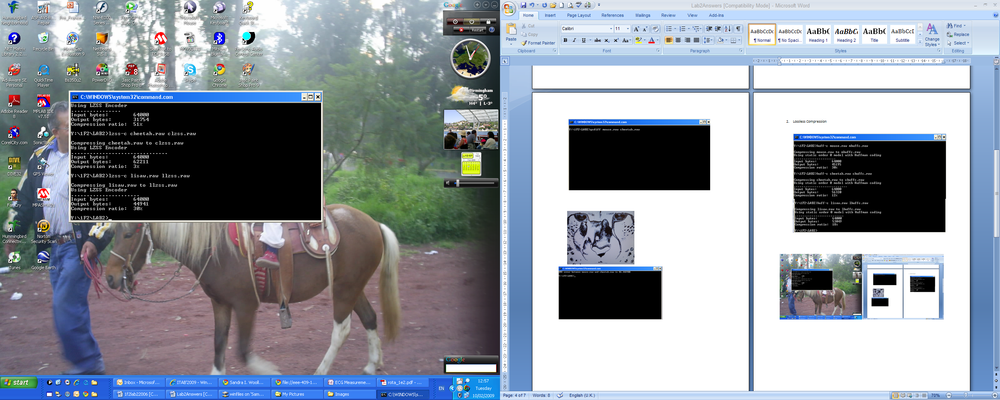 Hummingbird Neighborhood
ASF-AVI-R... Repair
Pre_France...
NW-E000 Series ...
Pop 3GP To Zune Co...
Microsoft Mouse
Microsoft Keyboard
Keyboard Quick St...
.NET Matrix Library 2.2...
Recycle Bin
Micro-Cap Evaluation 9
NetBeans 5.5.1
Shortcut to PDFSUSB
MOV00370
Mitsumi Blueto...
PerSono Audio Control Center
Ad-Aware SE Personal
QuickTime Player
Bs350u2
PowerDVD
Jasc Paint Shop Pro 8
Adobe Photoshop ...
Skype
Google Chrome
Jasc Paint Shop Pro 9
Adobe Reader 8
MPLAB IDE v7.51
CorelCity.com
SonicStage
DIVE32
GPS Viewer
Far Cry
MPASMWIN
Hummingbird Connectiv...
Norton Security Scan
iTunes
Google Earth
C:\WINDOWS\system32\command.com
Using LZSS Encoder
................
Input bytes: 64000
Output bytes: 31754
Compression ratio: 51%
Y:\1F2\LAB2>lzss-c cheetah.raw clzss.raw
Compressing cheetah.raw to clzss.raw
Using LZSS Encoder
...............................
Input bytes: 64000
Output bytes: 62211
Compression ratio: 3%
Y:\1F2\LAB2>lzss-c lisaw.raw llzss.raw
Compressing lisaw.raw to llzss.raw
Using LZSS Encoder
......................
Input bytes: 64000
Output bytes: 44941
Compression ratio: 30%
Y:\1F2\LAB2>_
Google
Restart
Birmingham
5°
H4° | L-3°
12:57
Feb 2009
Google
start
Inbox - Microsof...
ITAB'2009 - Win...
Sandra I. Wooll...
file://eee-409-1...
ECG Measureme...
rota_1e2.pdf - ...
1f2lab22006 [C...
Lab2Answers [C...
winfiles on 'Sam...
My Pictures
Images
C:\WINDOWS\s...
EN
12:57
Tuesday
10/02/2009
Lab2Answers [Compatibility Mode] - Microsoft Word
Home Insert Page Layout References Mailings Review View Add-Ins
Paste
Cut
Copy
Format Painter
Clipboard
Calibri 11
Font
Paragraph
AaBbCcDc AaBbCcDc AaBbC AaBbC AaBbC AaBbCcI
¶ Normal ¶ No Spaci... Heading 1 Heading 2 Title Subtitle
Change Styles
Styles
Find
Replace
Select
Editing
C:\WINDOWS\system32\command.com
Y:\1F2\LAB2>gsdiff mouse.raw cheetah.raw
C:\WINDOWS\system32\command.com
RMS error between mouse.raw and cheetah.raw is 86.442900
Y:\1F2\LAB2>_
2. Lossless Compression
C:\WINDOWS\system32\command.com
Y:\1F2\LAB2>huff-c mouse.raw mhuffc.raw
Compressing mouse.raw to mhuffc.raw
Using static order 0 model with Huffman coding
Input bytes: 64000
Output bytes: 45195
Compression ratio: 30%
Y:\1F2\LAB2>huff-c cheetah.raw chuffc.raw
Compressing cheetah.raw to chuffc.raw
Using static order 0 model with Huffman coding
Input bytes: 64000
Output bytes: 56320
Compression ratio: 12%
Y:\1F2\LAB2>huff-c lisaw.raw lhuffc.raw
Compressing lisaw.raw to lhuffc.raw
Using static order 0 model with Huffman coding
Input bytes: 64000
Output bytes: 53049
Compression ratio: 18%
Y:\1F2\LAB2>
Page: 4 of 7
Words: 8
English (U.K.)
70%